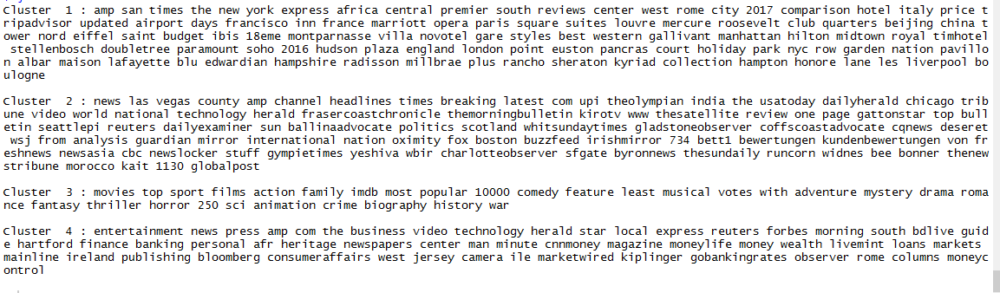 Cluster  1 : amp san times the new york express africa central premier south reviews center west rome city 2017 comparison hotel italy price t
ripadvisor updated airport days francisco inn france marriott opera paris square suites louvre mercure roosevelt club quarters beijing china t
ower nord eiffel saint budget ibis 18eme montparnasse villa novotel gare styles best western gallivant manhattan hilton midtown royal timhotel
 stellenbosch doubletree paramount soho 2016 hudson plaza england london point euston pancras court holiday park nyc row garden nation pavillo
n albar maison lafayette blu edwardian hampshire radisson millbrae plus rancho sheraton kyriad collection hampton honore lane les liverpool bo
ulogne
Cluster  2 : news las vegas county amp channel headlines times breaking latest com upi theolympian india the usatoday dailyherald chicago trib
une video world national technology herald frasercoastchronicle themorningbulletin kirotv www thesatellite review one page gattonstar top bull
etin seattlepi reuters dailyexaminer sun ballinaadvocate politics scotland whitsundaytimes gladstoneobserver coffscoastadvocate cqnews deseret
 wsj from analysis guardian mirror international nation oximity fox boston buzzfeed irishmirror 734 bett1 bewertungen kundenbewertungen von fr
eshnews newsasia cbc newslocker stuff gympietimes yeshiva wbir charlotteobserver sfgate byronnews thesundaily runcorn widnes bee bonner thenew
stribune morocco kait 1130 globalpost
Cluster  3 : movies top sport films action family imdb most popular 10000 comedy feature least musical votes with adventure mystery drama roma
nce fantasy thriller horror 250 sci animation crime biography history war
Cluster  4 : entertainment news press amp com the business video technology herald star local express reuters forbes morning south bdlive guid
e hartford finance banking personal afr heritage newspapers center man minute cnnmoney magazine moneylife money wealth livemint loans markets
mainline ireland publishing bloomberg consumeraffairs west jersey camera ile marketwired kiplinger gobankingrates observer rome columns moneyc
ontrol